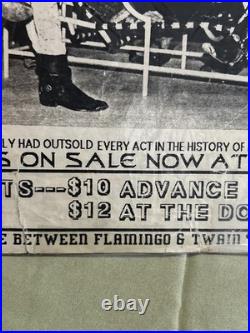 LY HAD OUTSOLD EVERY ACT IN THE HISTORY OF
S ON SALE NOW AT
TS---$10 ADVANCE
$12 AT THE DO
E BETWEEN FLAMINGO & TWAIN